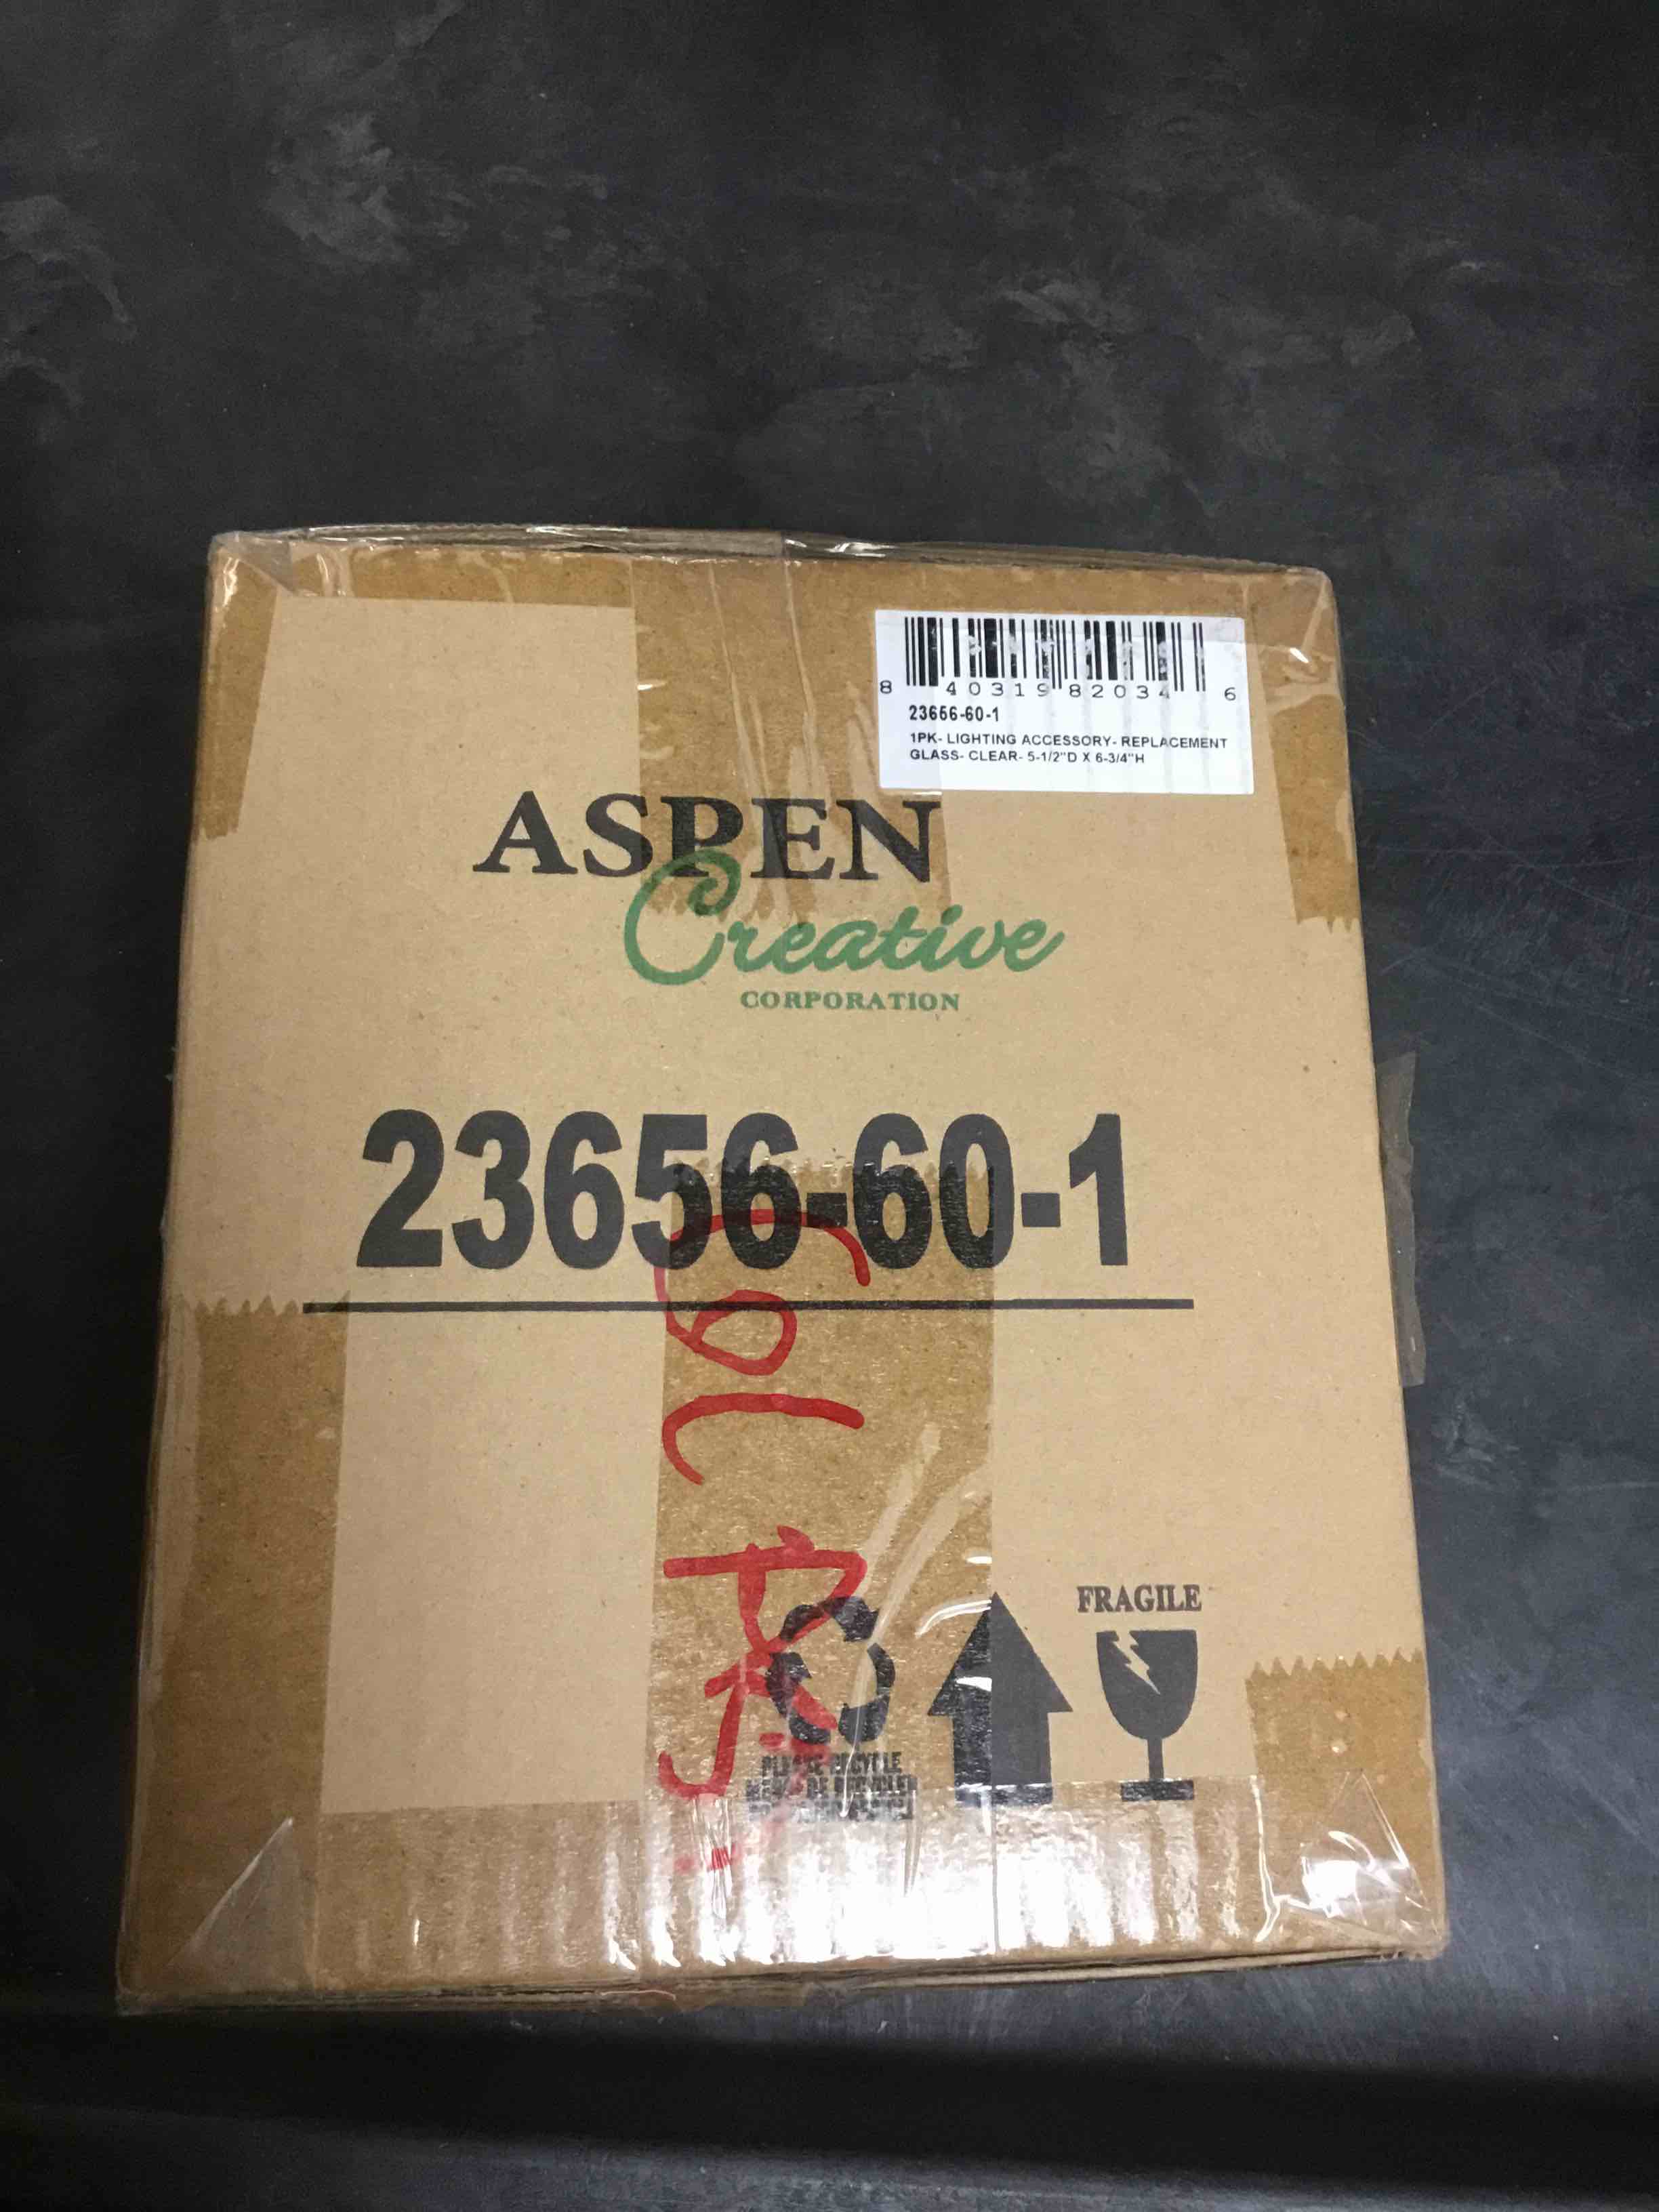 8 40319 82034 6
23656-60-1
1PK- LIGHTING ACCESSORY- REPLACEMENT
GLASS- CLEAR- 5-1/2"D X 6-3/4"H
ASPEN
Creative
CORPORATION
23656-60-1
FRAGILE
PLEASE RECYCLE